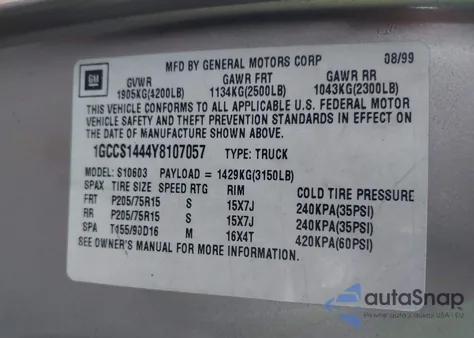 MFD BY GENERAL MOTORS CORP 08/99
GM
GVWR GAWR FRT GAWR RR
1905KG(4200LB) 1134KG(2500LB) 1043KG(2300LB)
THIS VEHICLE CONFORMS TO ALL APPLICABLE U.S. FEDERAL MOTOR
VEHICLE SAFETY AND THEFT PREVENTION STANDARDS IN EFFECT
ON THE DATE OF MANUFACTURE SHOWN ABOVE.
1GCCS1444Y8107057 TYPE: TRUCK
MODEL: S10603 PAYLOAD = 1429KG(3150LB)
SPAX TIRE SIZE SPEED RTG RIM COLD TIRE PRESSURE
FRT P205/75R15 S 15X7J 240KPA(35PSI)
RR P205/75R15 S 15X7J 240KPA(35PSI)
SPA T155/90D16 M 16X4T 420KPA(60PSI)
SEE OWNER'S MANUAL FOR MORE INFORMATION.
autoSnap